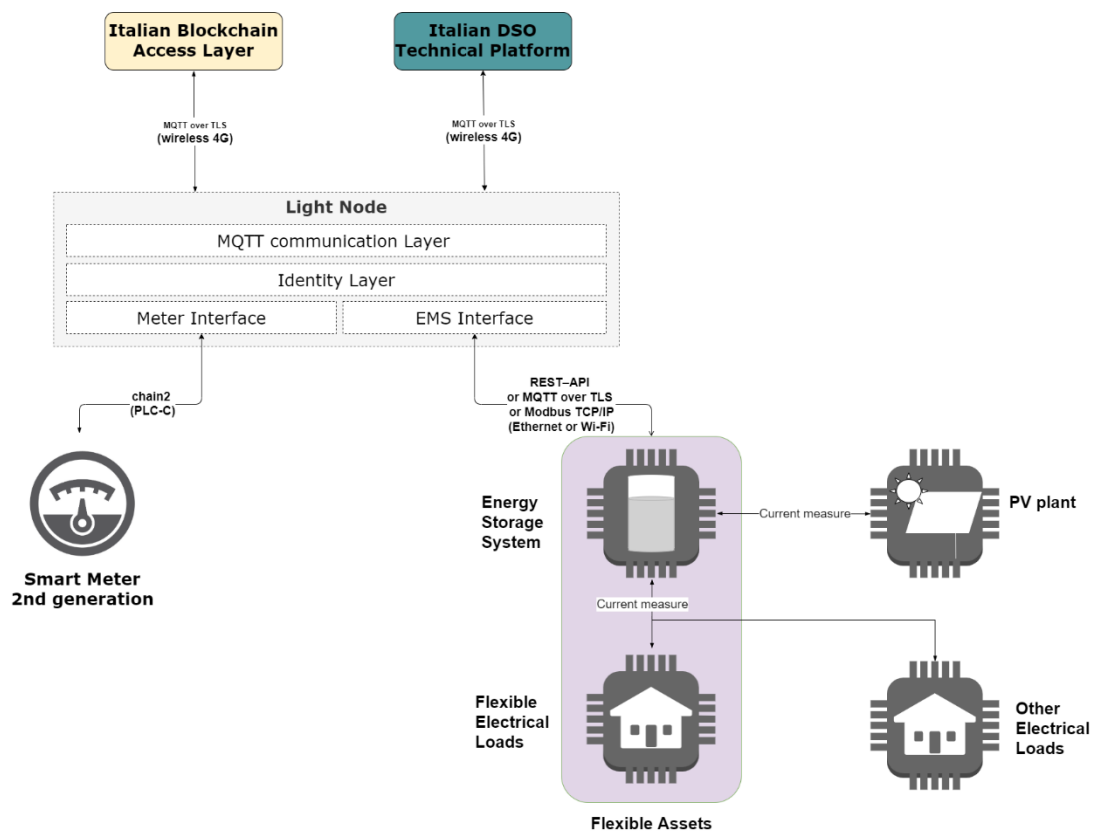 Italian Blockchain
Access Layer
Italian DSO
Technical Platform
MQTT over TLS
(wireless 4G)
MQTT over TLS
(wireless 4G)
Light Node
MQTT communication Layer
Identity Layer
Meter Interface
EMS Interface
chain2
(PLC-C)
REST–API
or MQTT over TLS
or Modbus TCP/IP
(Ethernet or Wi-Fi)
Smart Meter
2nd generation
Energy
Storage
System
Current measure
PV plant
Current measure
Flexible
Electrical
Loads
Other
Electrical
Loads
Flexible Assets